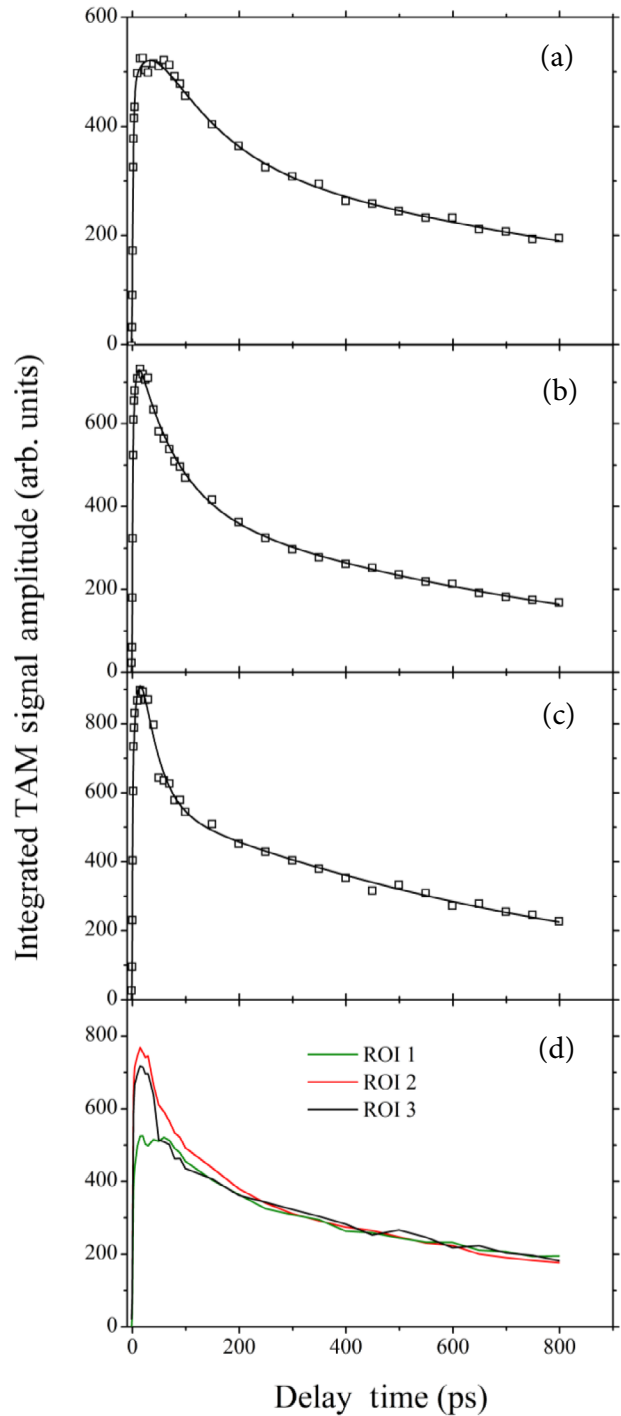 Integrated TAM signal amplitude (arb. units)
600
400
200
0
(a)
600
400
200
0
(b)
800
600
400
200
0
(c)
800
600
400
200
0
(d)
ROI 1
ROI 2
ROI 3
0 200 400 600 800
Delay time (ps)